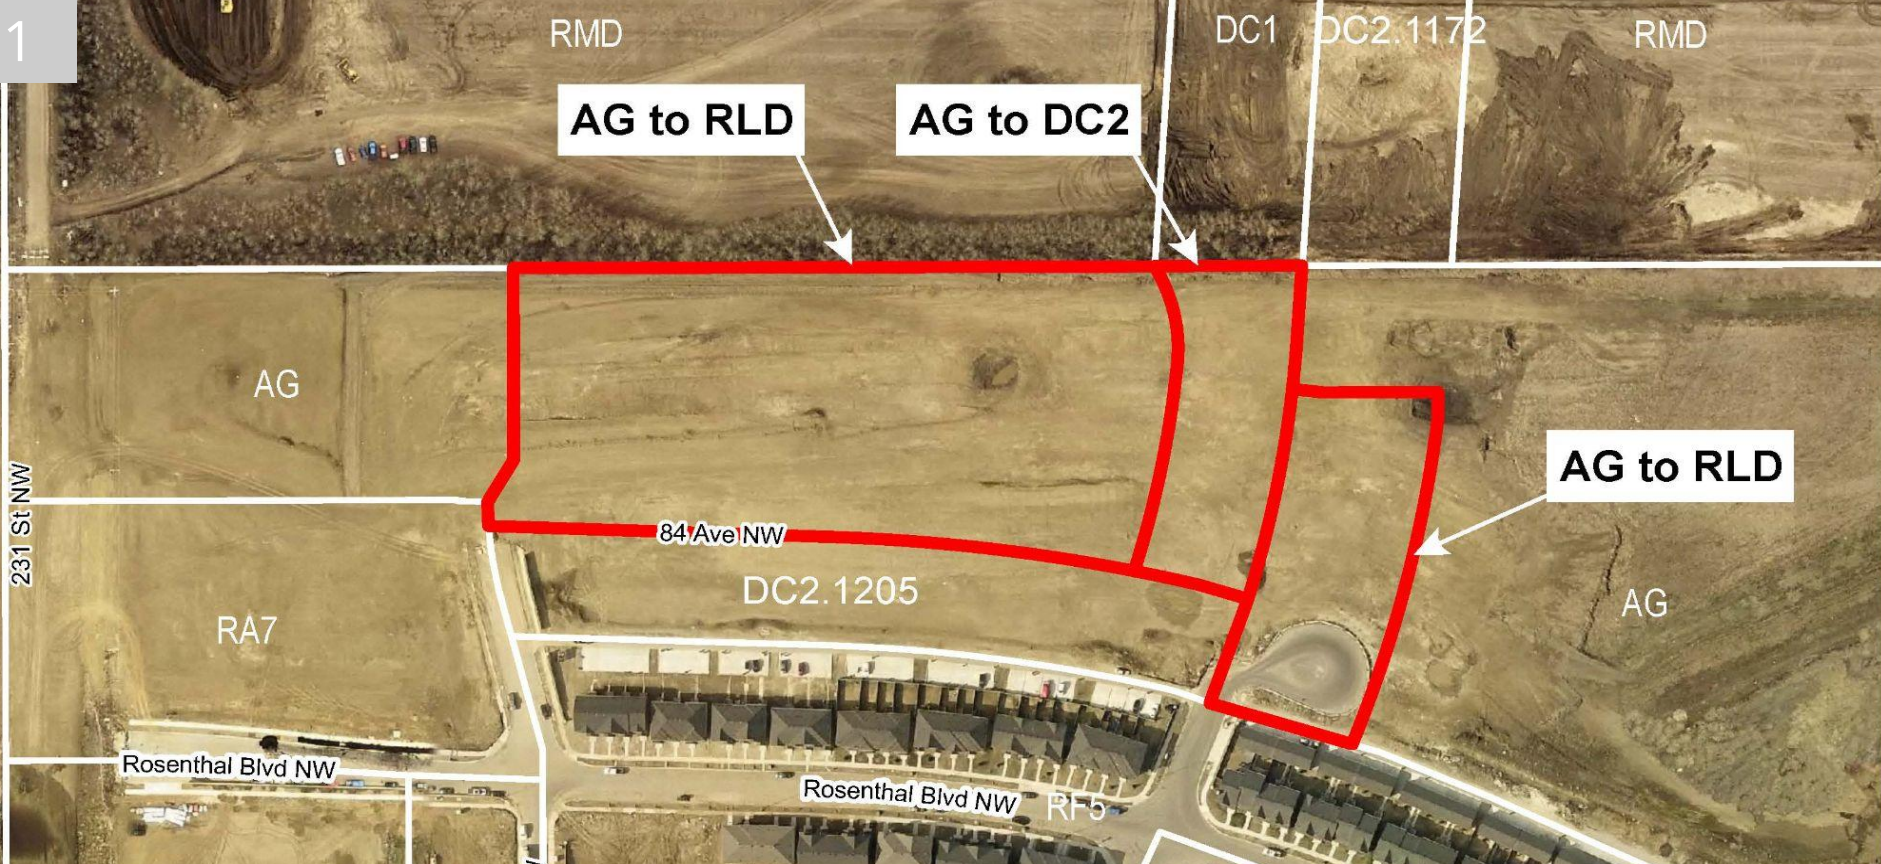 1
RMD
DC1
DC2.1172
RMD
AG to RLD
AG to DC2
AG
AG to RLD
231 St NW
84 Ave NW
DC2.1205
AG
RA7
Rosenthal Blvd NW
Rosenthal Blvd NW
RF5